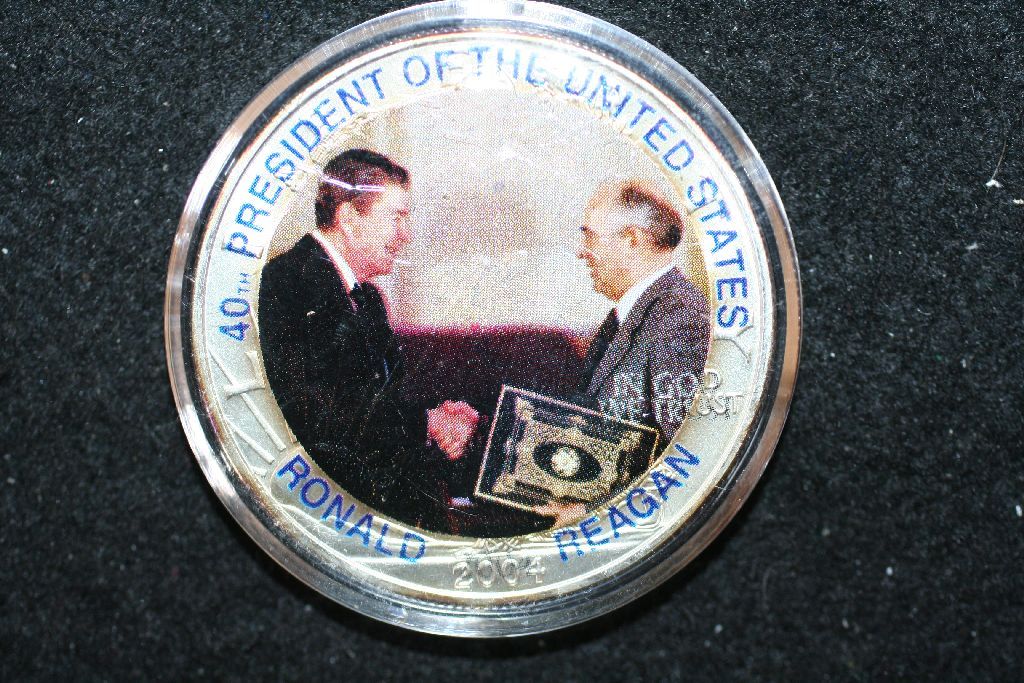 40TH PRESIDENT OF THE UNITED STATES
IN GOD
WE TRUST
RONALD REAGAN
2004